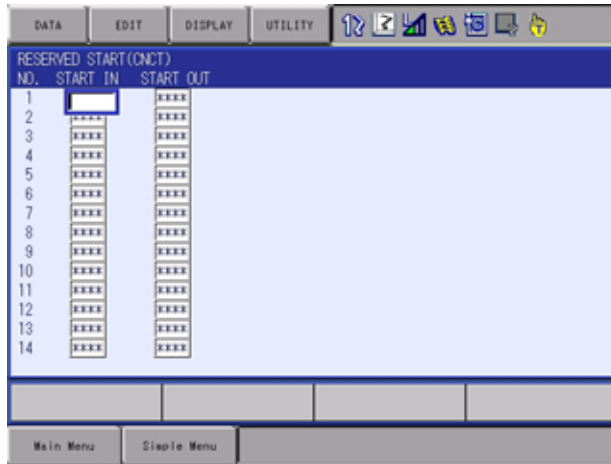 DATA EDIT DISPLAY UTILITY
RESERVED START(CNCT)
NO. START IN START OUT
1 ****
2 **** ****
3 **** ****
4 **** ****
5 **** ****
6 **** ****
7 **** ****
8 **** ****
9 **** ****
10 **** ****
11 **** ****
12 **** ****
13 **** ****
14 **** ****
Main Menu Simple Menu